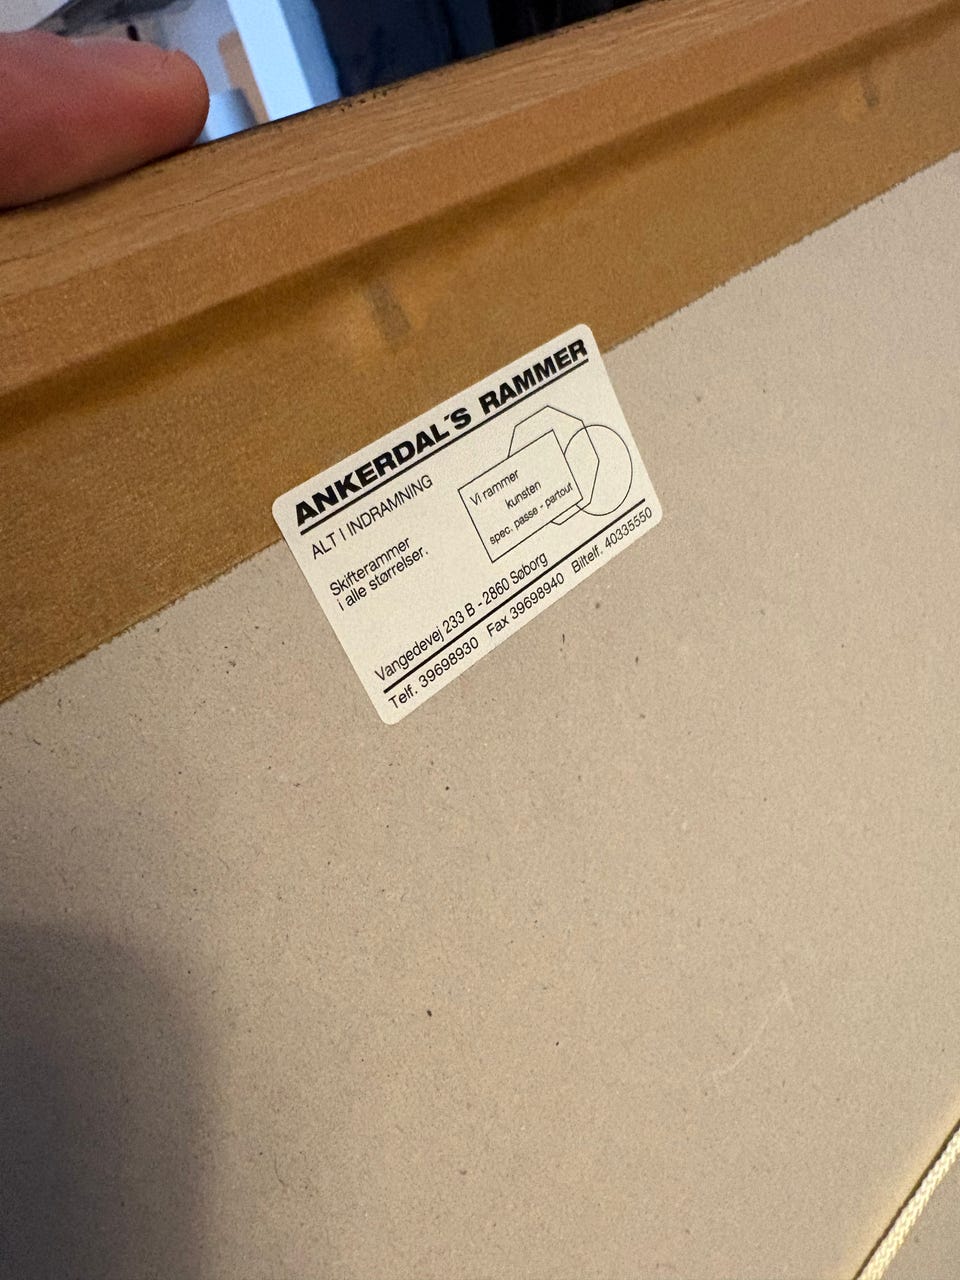 ANKERDAL´S RAMMER
ALT I INDRAMNING
Skifterammer
i alle størrelser.
Vi rammer
kunsten
spec. passe - partout
Vangedevej 233 B - 2860 Søborg
Telf. 39698930 Fax 39698940 Biltelf. 40335550